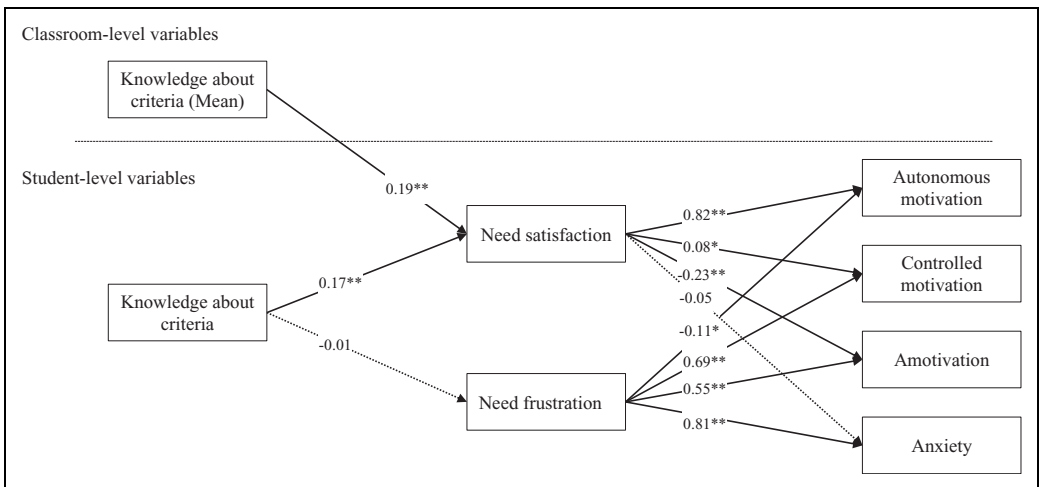 Classroom-level variables
Knowledge about
criteria (Mean)
Student-level variables
0.19**
Knowledge about
criteria
0.17**
-0.01
Need satisfaction
Need frustration
0.82**
0.08*
-0.23**
-0.05
-0.11*
0.69**
0.55**
0.81**
Autonomous
motivation
Controlled
motivation
Amotivation
Anxiety